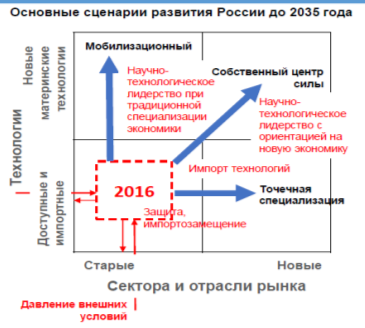 Основные сценарии развития России до 2035 года
Мобилизационный
Научно-
технологическое
лидерство при
традиционной
специализации
экономики
Собственный центр
силы
Научно-
технологическое
лидерство с
ориентацией на
новую экономику
Импорт технологий
2016
Точечная
специализация
Защита,
импортозамещение
Технологии
Новые
материнские
технологии
Доступные и
импортные
Старые
Новые
Сектора и отрасли рынка
Давление внешних
условий